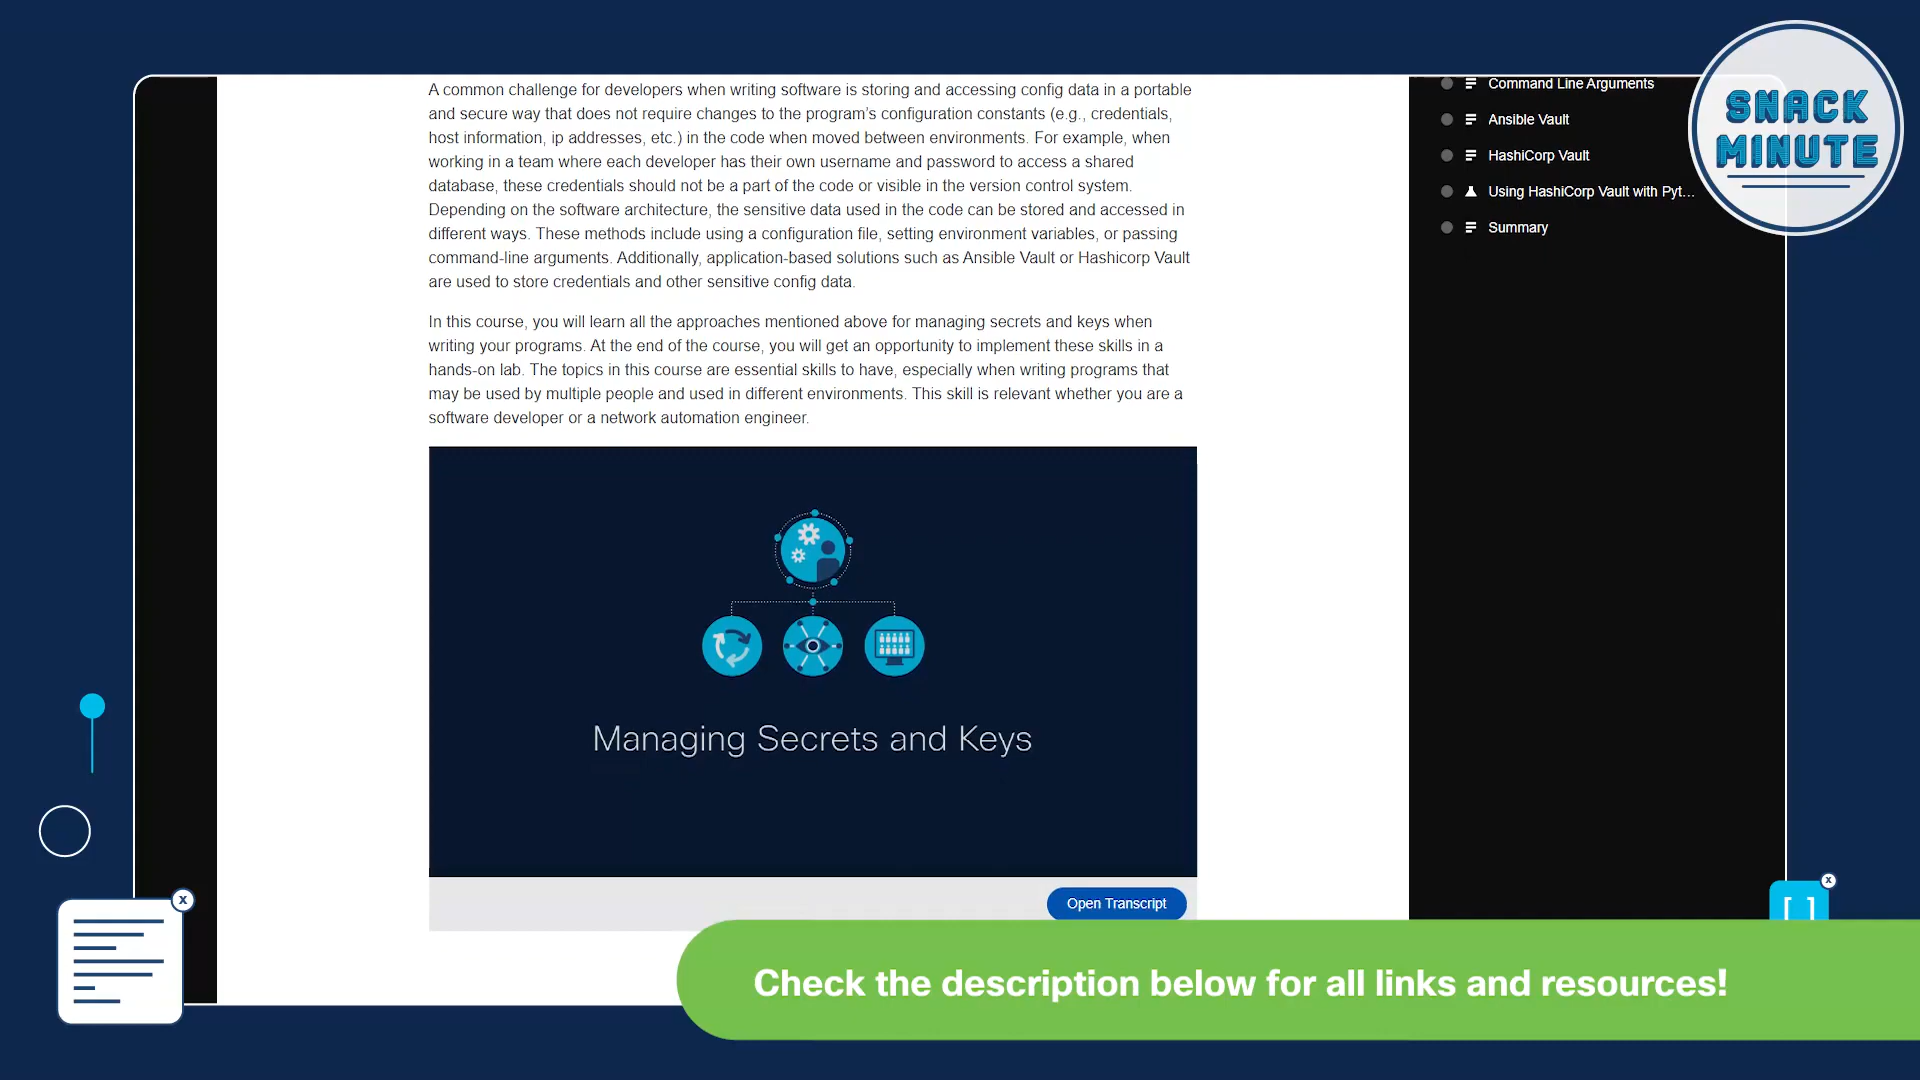 A common challenge for developers when writing software is storing and accessing config data in a portable
and secure way that does not require changes to the program's configuration constants (e.g., credentials,
host information, ip addresses, etc.) in the code when moved between environments. For example, when
working in a team where each developer has their own username and password to access a shared
database, these credentials should not be a part of the code or visible in the version control system.
Depending on the software architecture, the sensitive data used in the code can be stored and accessed in
different ways. These methods include using a configuration file, setting environment variables, or passing
command-line arguments. Additionally, application-based solutions such as Ansible Vault or Hashicorp Vault
are used to store credentials and other sensitive config data.
In this course, you will learn all the approaches mentioned above for managing secrets and keys when
writing your programs. At the end of the course, you will get an opportunity to implement these skills in a
hands-on lab. The topics in this course are essential skills to have, especially when writing programs that
may be used by multiple people and used in different environments. This skill is relevant whether you are a
software developer or a network automation engineer.
Managing Secrets and Keys
Open Transcript
Command Line Arguments
Ansible Vault
HashiCorp Vault
Using HashiCorp Vault with Pyt...
Summary
SNACK
MINUTE
x
x
[ ]
Check the description below for all links and resources!